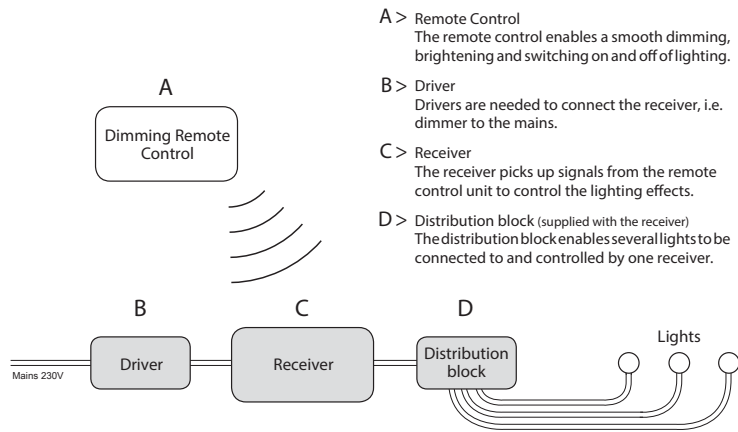 A > Remote Control
The remote control enables a smooth dimming,
brightening and switching on and off of lighting.
B > Driver
Drivers are needed to connect the receiver, i.e.
dimmer to the mains.
C > Receiver
The receiver picks up signals from the remote
control unit to control the lighting effects.
D > Distribution block (supplied with the receiver)
The distribution block enables several lights to be
connected to and controlled by one receiver.
A
Dimming Remote
Control
B
C
D
Mains 230V
Driver
Receiver
Distribution
block
Lights